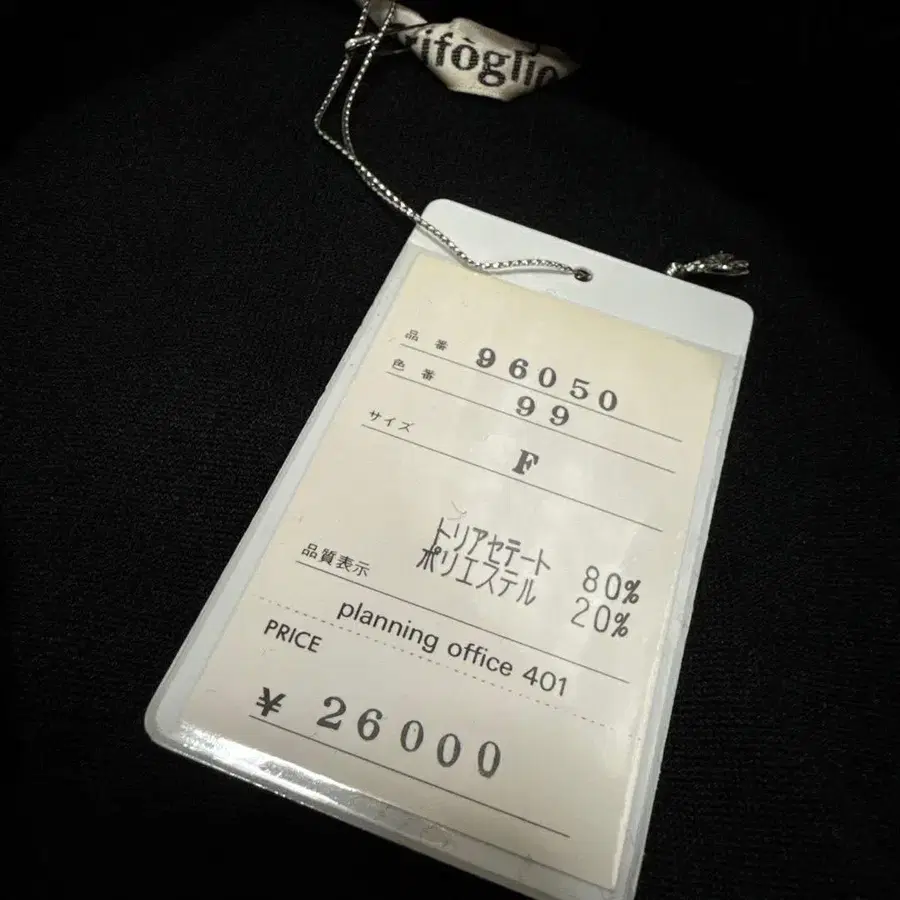 rifòglio
品番 96050
色番 99
サイズ F
トリアセテート 80%
ポリエステル 20%
品質表示
planning office 401
PRICE
¥ 26000